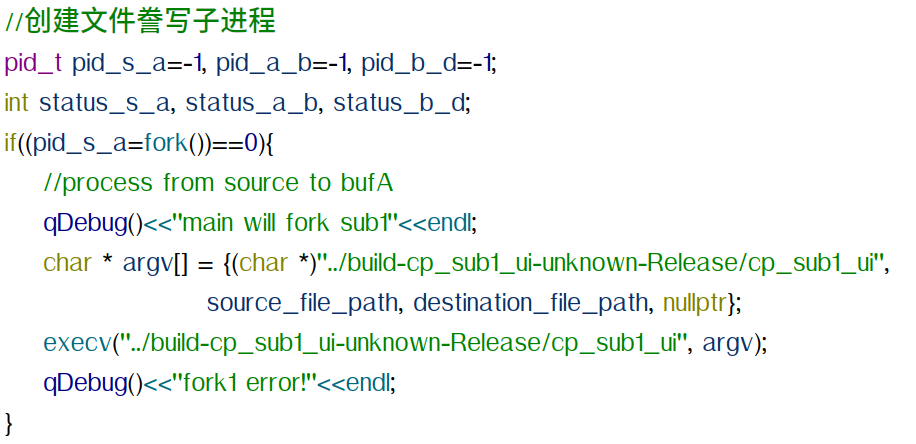 //创建文件誊写子进程
pid_t pid_s_a=-1, pid_a_b=-1, pid_b_d=-1;
int status_s_a, status_a_b, status_b_d;
if((pid_s_a=fork())==0){
//process from source to bufA
qDebug()<<"main will fork sub1"<<endl;
char * argv[] = {(char *)"../build-cp_sub1_ui-unknown-Release/cp_sub1_ui",
source_file_path, destination_file_path, nullptr};
execv("../build-cp_sub1_ui-unknown-Release/cp_sub1_ui", argv);
qDebug()<<"fork1 error!"<<endl;
}